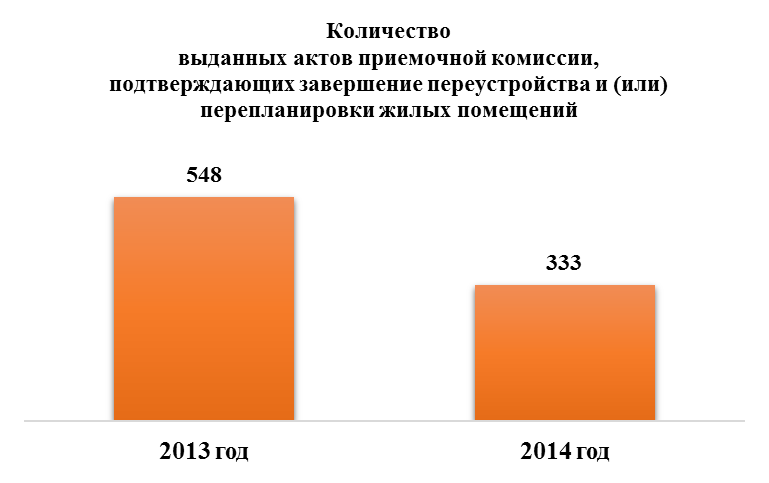 Количество
выданных актов приемочной комиссии,
подтверждающих завершение переустройства и (или)
перепланировки жилых помещений
548
333
2013 год
2014 год